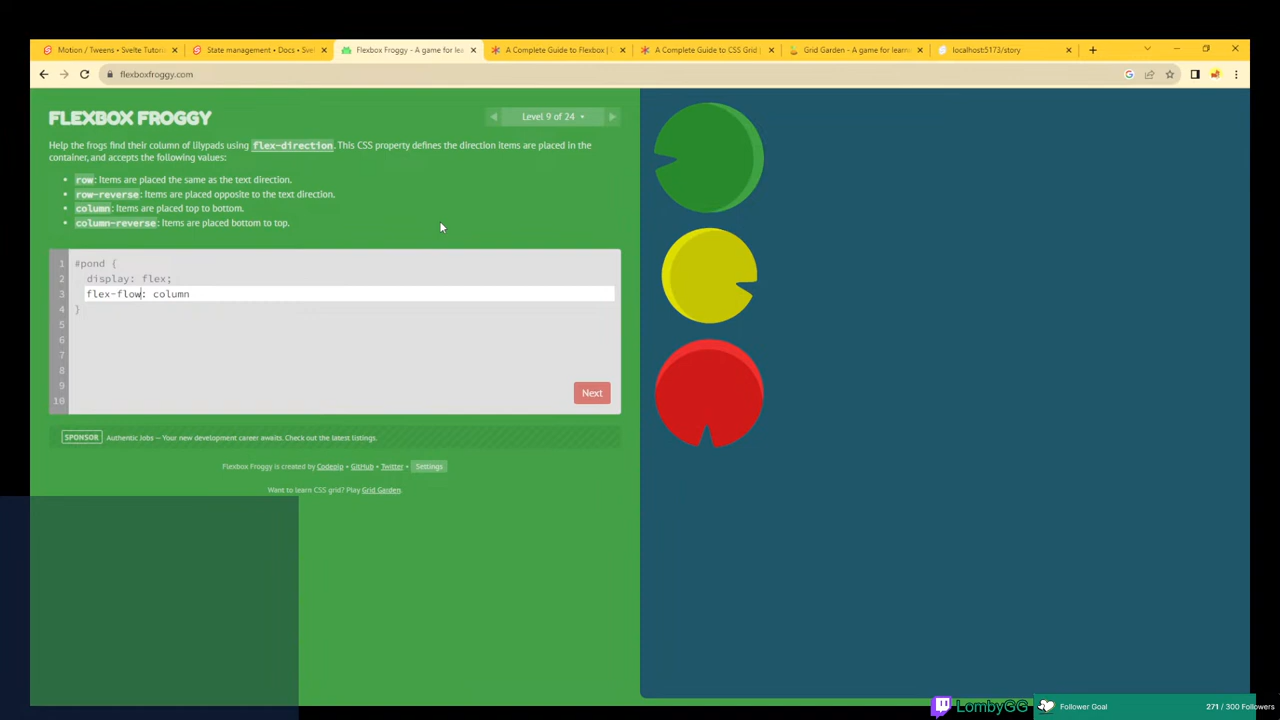 Motion / Tweens • Svelte Tutori
State management • Docs • Sve
Flexbox Froggy - A game for lea
A Complete Guide to Flexbox |
A Complete Guide to CSS Grid |
Grid Garden - A game for learn
localhost:5173/story
flexboxfroggy.com
FLEXBOX FROGGY
Level 9 of 24
Help the frogs find their column of lilypads using flex-direction. This CSS property defines the direction items are placed in the
container, and accepts the following values:
• row: Items are placed the same as the text direction.
• row-reverse: Items are placed opposite to the text direction.
• column: Items are placed top to bottom.
• column-reverse: Items are placed bottom to top.
1 #pond {
2 display: flex;
3 flex-flow: column
4 }
5
6
7
8
9
10
Next
SPONSOR Authentic Jobs — Your new development career awaits. Check out the latest listings.
Flexbox Froggy is created by Codepip • GitHub • Twitter • Settings
Want to learn CSS grid? Play Grid Garden.
LombyGG
Follower Goal
271 / 300 Followers